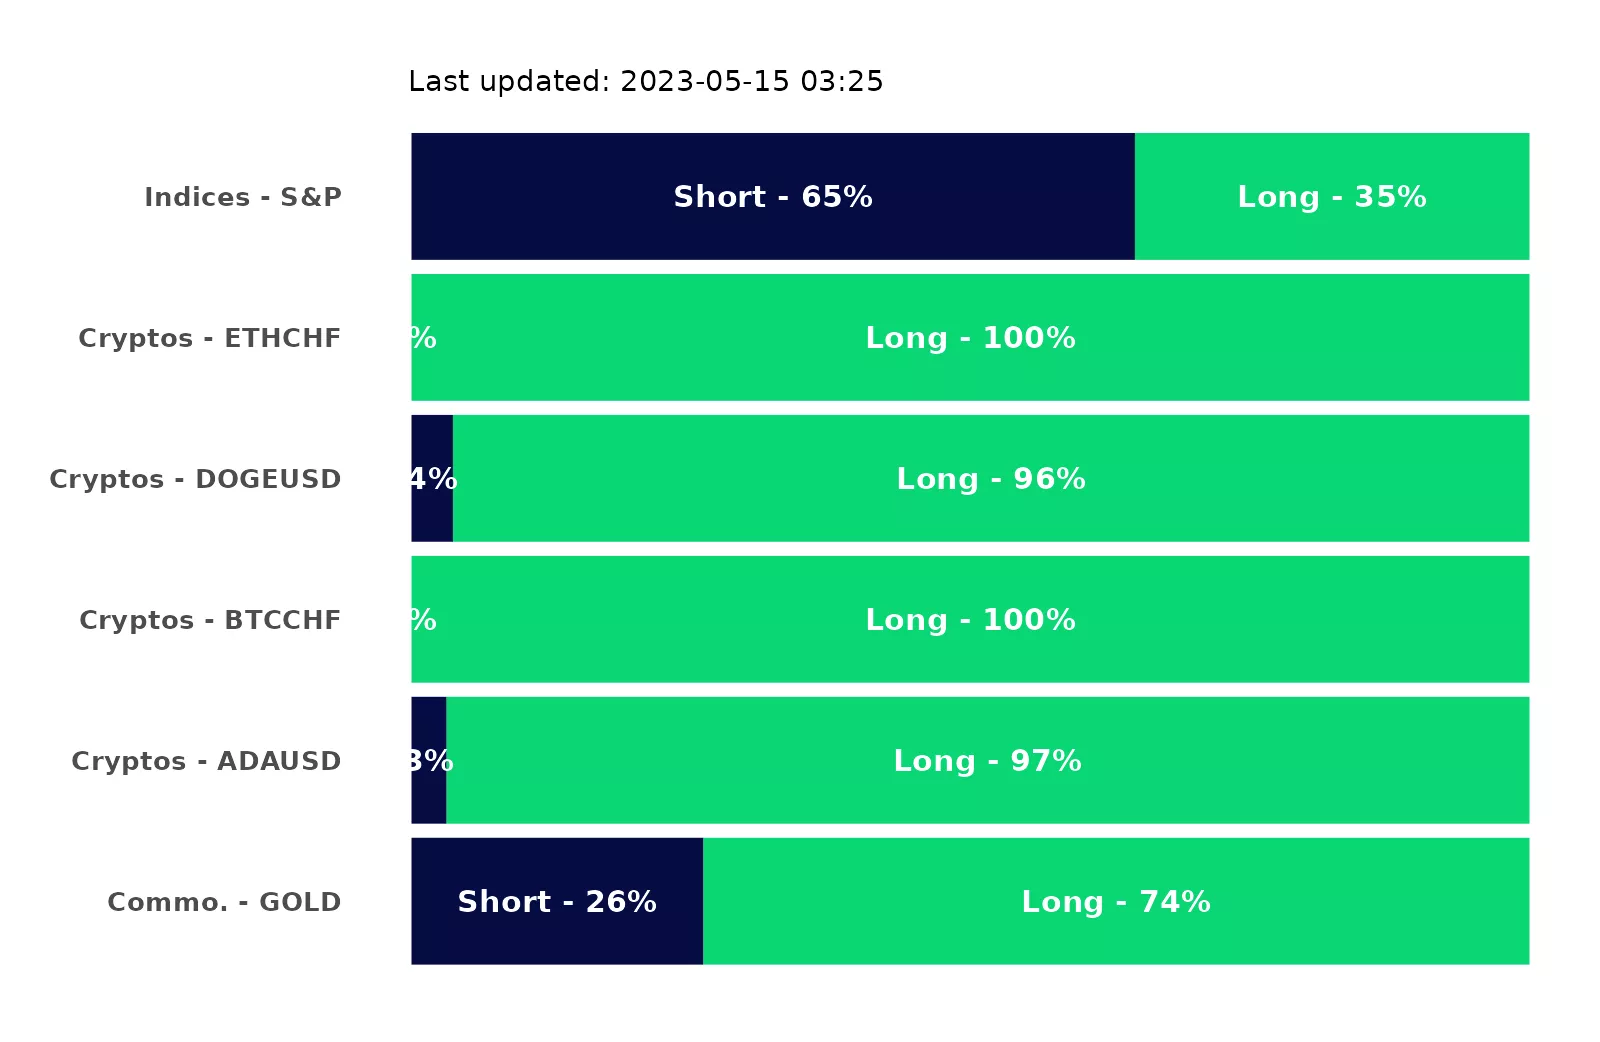 Last updated: 2023-05-15 03:25
Indices - S&P Short - 65% Long - 35%
Cryptos - ETHCHF % Long - 100%
Cryptos - DOGEUSD 4% Long - 96%
Cryptos - BTCCHF % Long - 100%
Cryptos - ADAUSD 3% Long - 97%
Commo. - GOLD Short - 26% Long - 74%